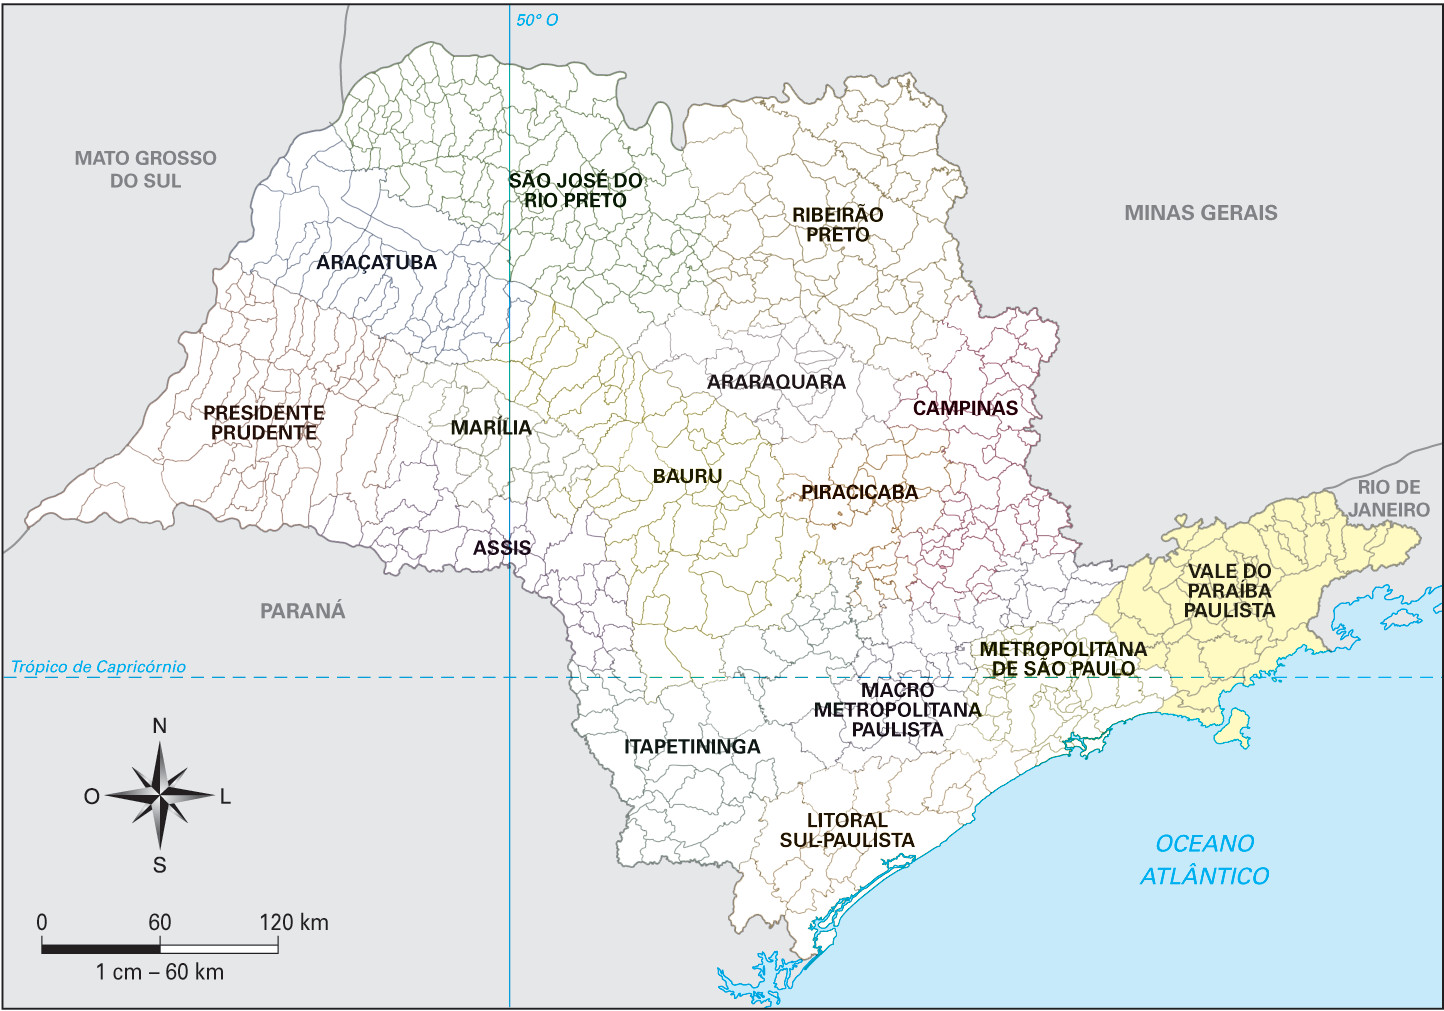 50° O
MATO GROSSO
DO SUL
SÃO JOSÉ DO
RIO PRETO
RIBEIRÃO
PRETO
MINAS GERAIS
ARAÇATUBA
ARARAQUARA
PRESIDENTE
PRUDENTE
CAMPINAS
MARÍLIA
BAURU
PIRACICABA
RIO DE
JANEIRO
ASSIS
VALE DO
PARAÍBA
PAULISTA
PARANÁ
METROPOLITANA
DE SÃO PAULO
Trópico de Capricórnio
MACRO
METROPOLITANA
PAULISTA
ITAPETININGA
N
O
L
S
LITORAL
SUL-PAULISTA
OCEANO
ATLÂNTICO
0 60 120 km
1 cm – 60 km